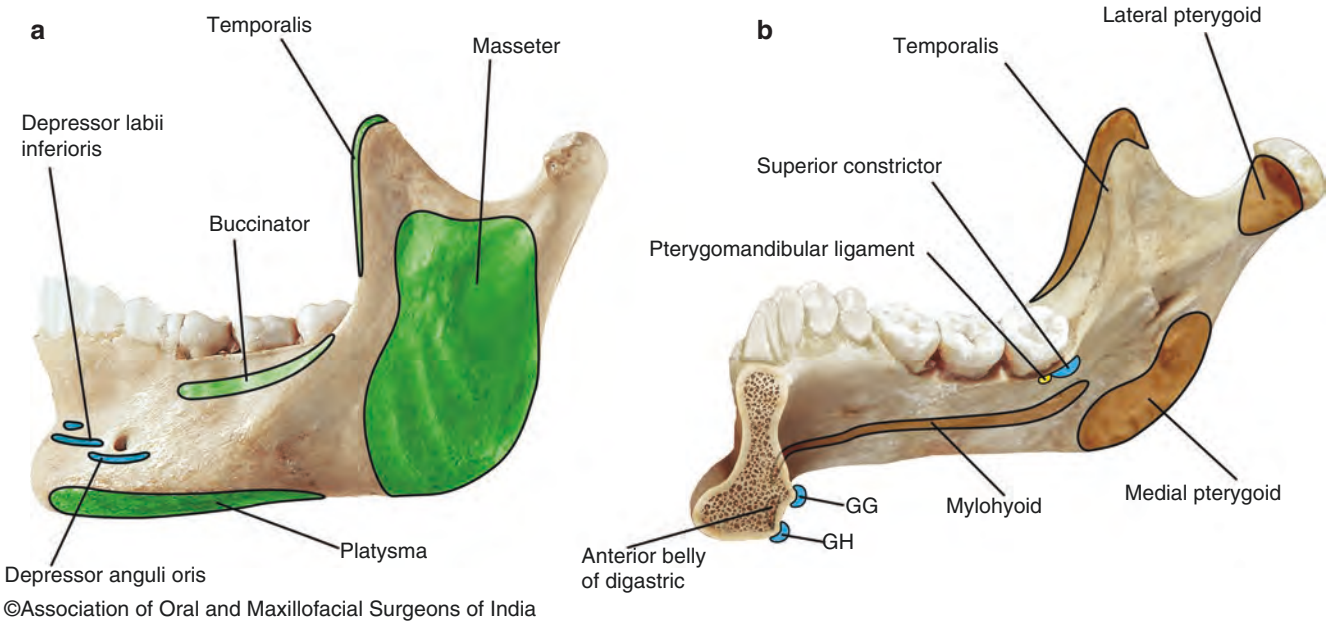 a
Temporalis
Masseter
Depressor labii
inferioris
Buccinator
Platysma
Depressor anguli oris
©Association of Oral and Maxillofacial Surgeons of India
b
Lateral pterygoid
Temporalis
Superior constrictor
Pterygomandibular ligament
GG
GH
Mylohyoid
Medial pterygoid
Anterior belly
of digastric